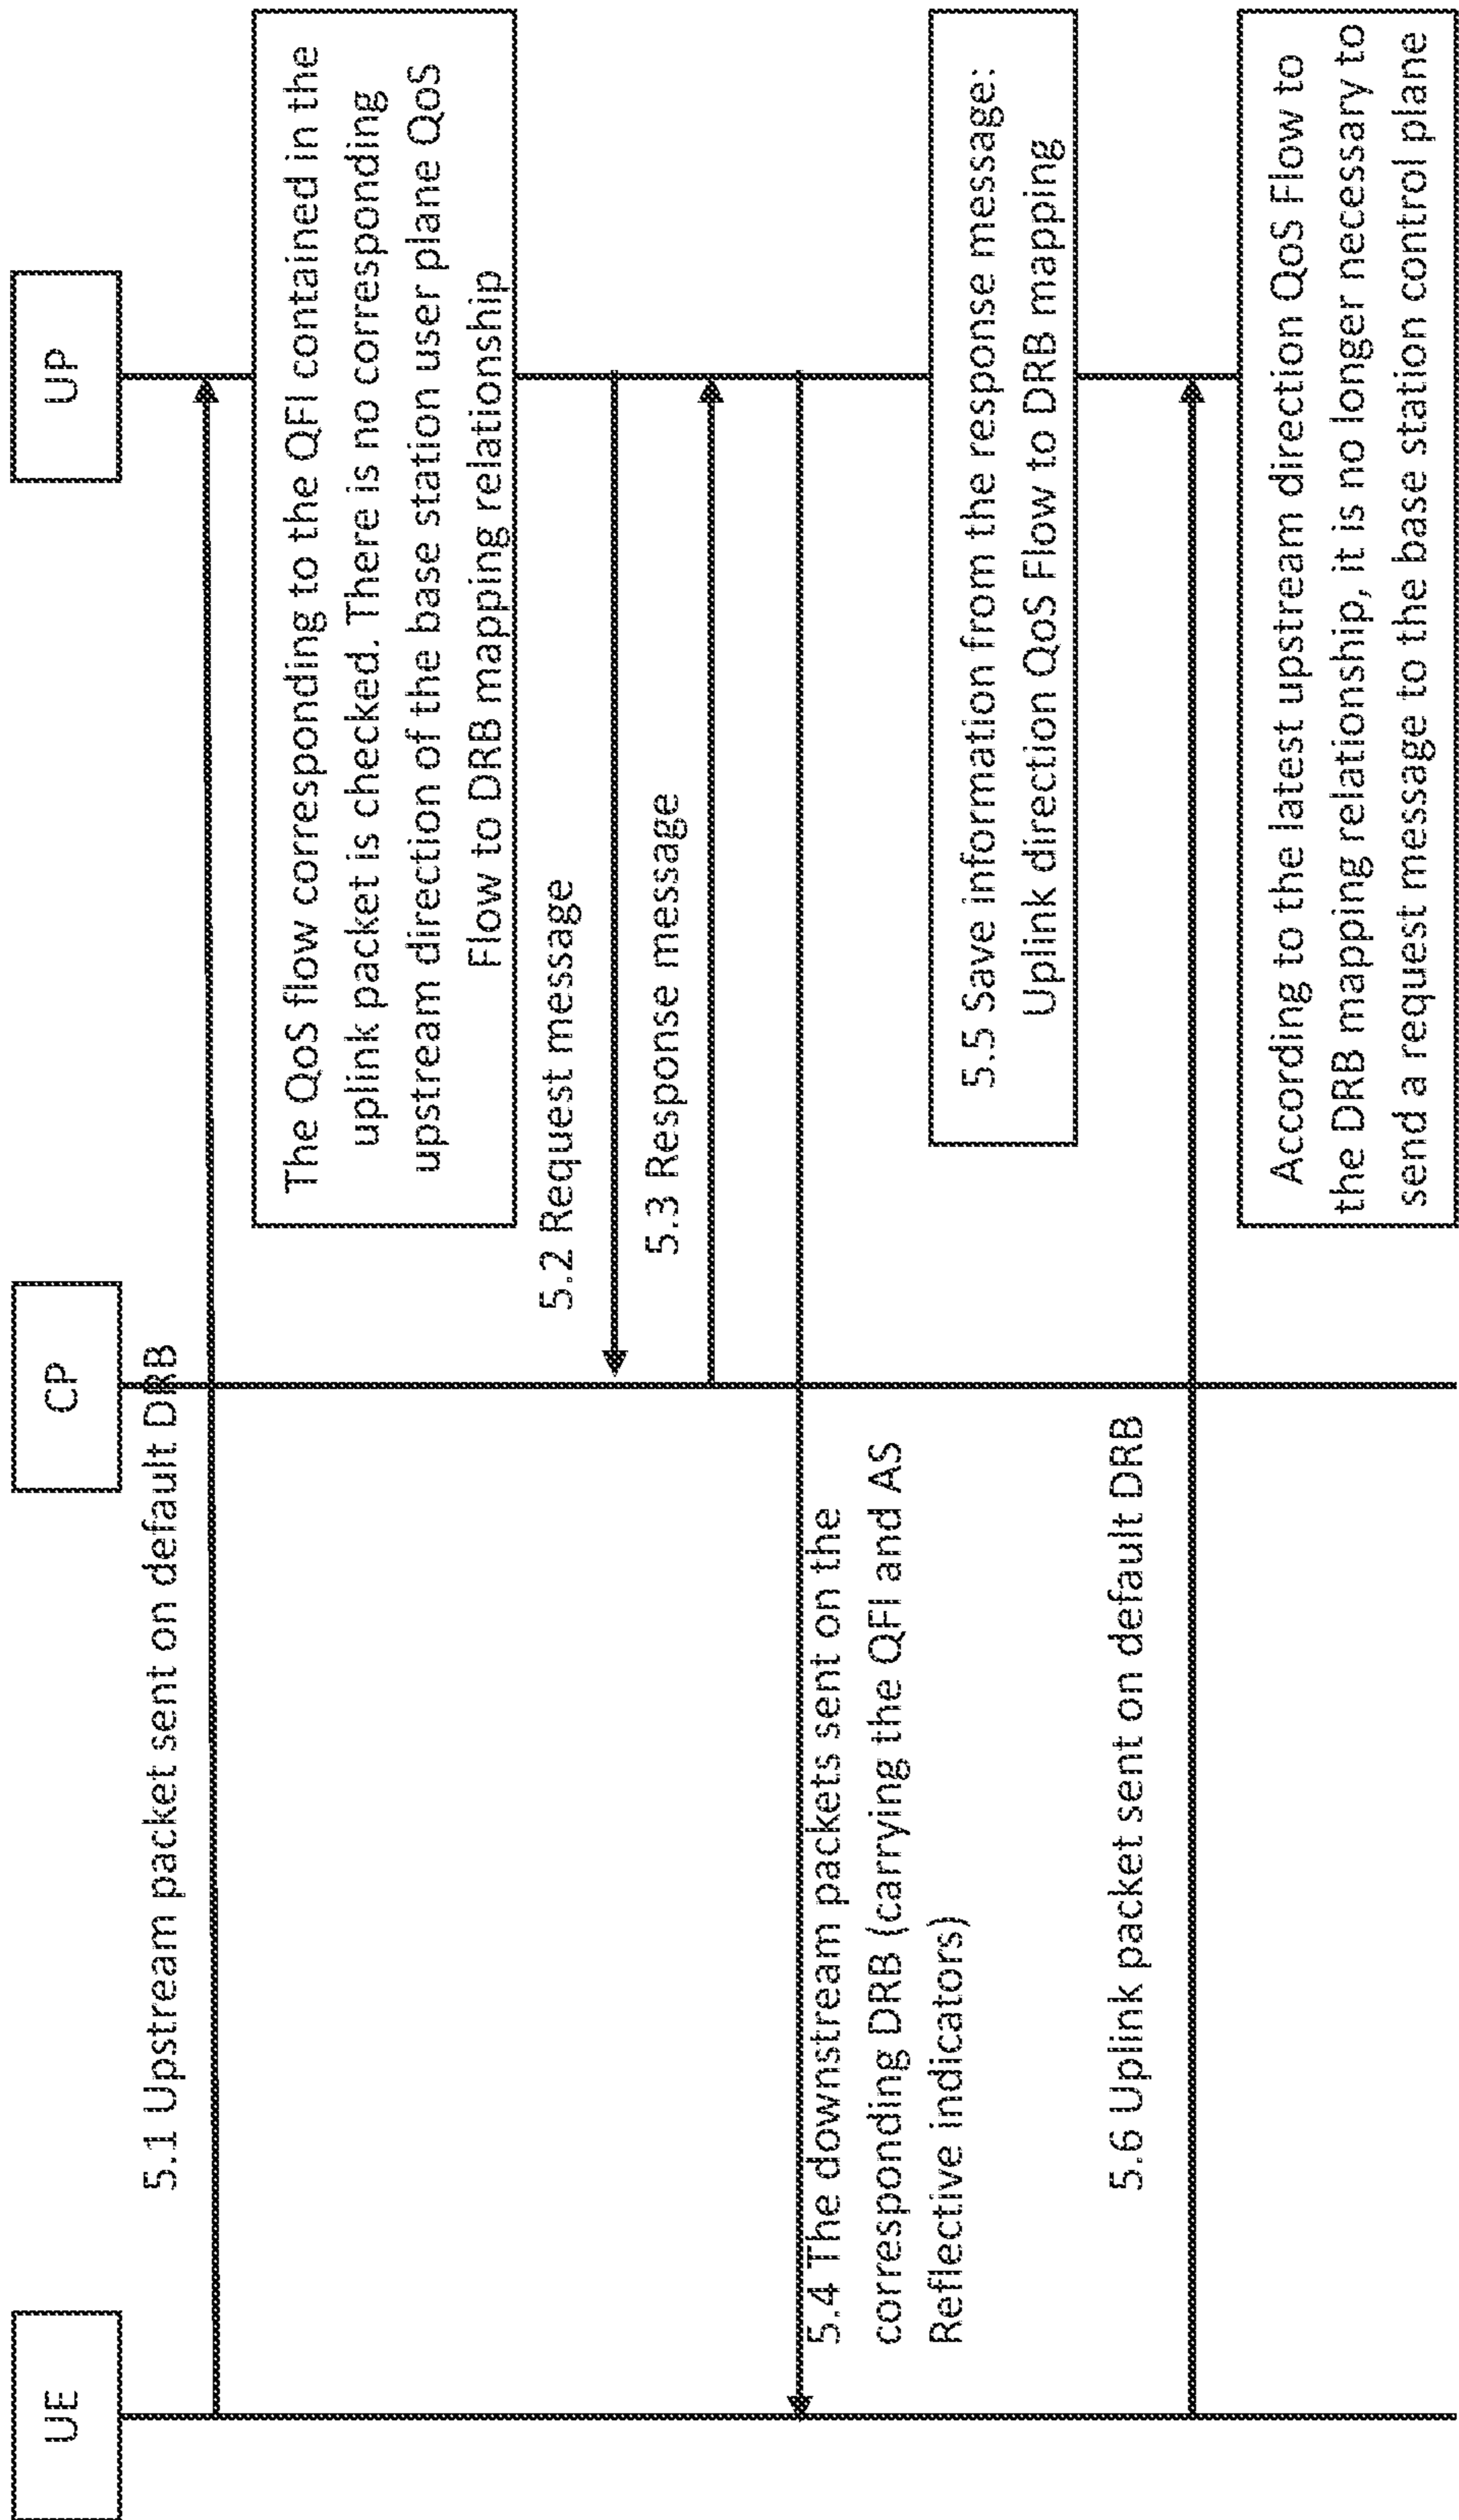 UE
CP
UP
5.1 Upstream packet sent on default DRB
The QoS flow corresponding to the QFI contained in the
uplink packet is checked. There is no corresponding
upstream direction of the base station user plane QoS
Flow to DRB mapping relationship
5.2 Request message
5.3 Response message
5.4 The downstream packets sent on the
corresponding DRB (carrying the QFI and AS
Reflective indicators)
5.5 Save information from the response message:
Uplink direction QoS Flow to DRB mapping
5.6 Uplink packet sent on default DRB
According to the latest upstream direction QoS Flow to
the DRB mapping relationship, it is no longer necessary to
send a request message to the base station control plane